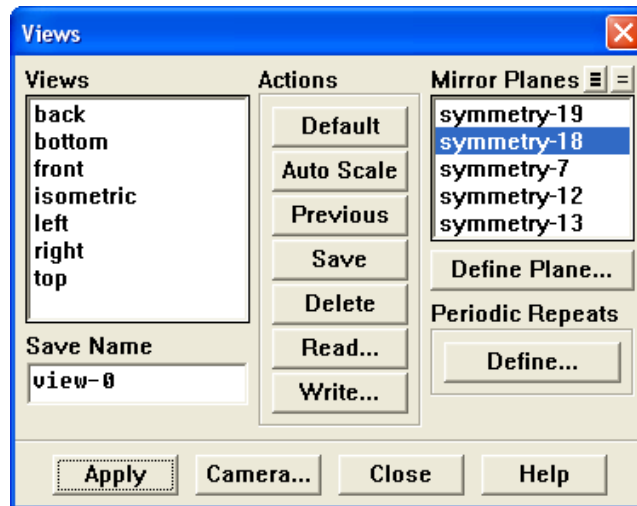 Views
Views
back
bottom
front
isometric
left
right
top
Save Name
view-0
Actions
Default
Auto Scale
Previous
Save
Delete
Read...
Write...
Mirror Planes
symmetry-19
symmetry-18
symmetry-7
symmetry-12
symmetry-13
Define Plane...
Periodic Repeats
Define...
Apply
Camera...
Close
Help